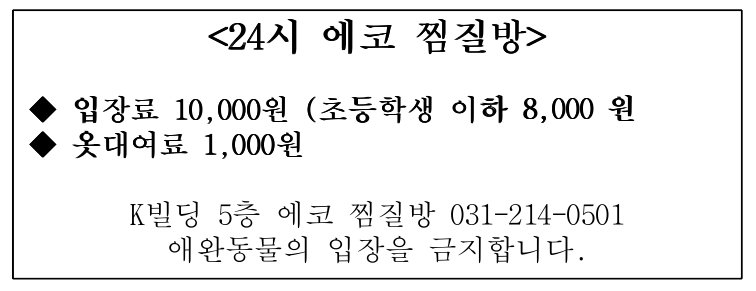 <24시 에코 찜질방>
◆ 입장료 10,000원 (초등학생 이하 8,000 원
◆ 옷대여료 1,000원
K빌딩 5층 에코 찜질방 031-214-0501
애완동물의 입장을 금지합니다.